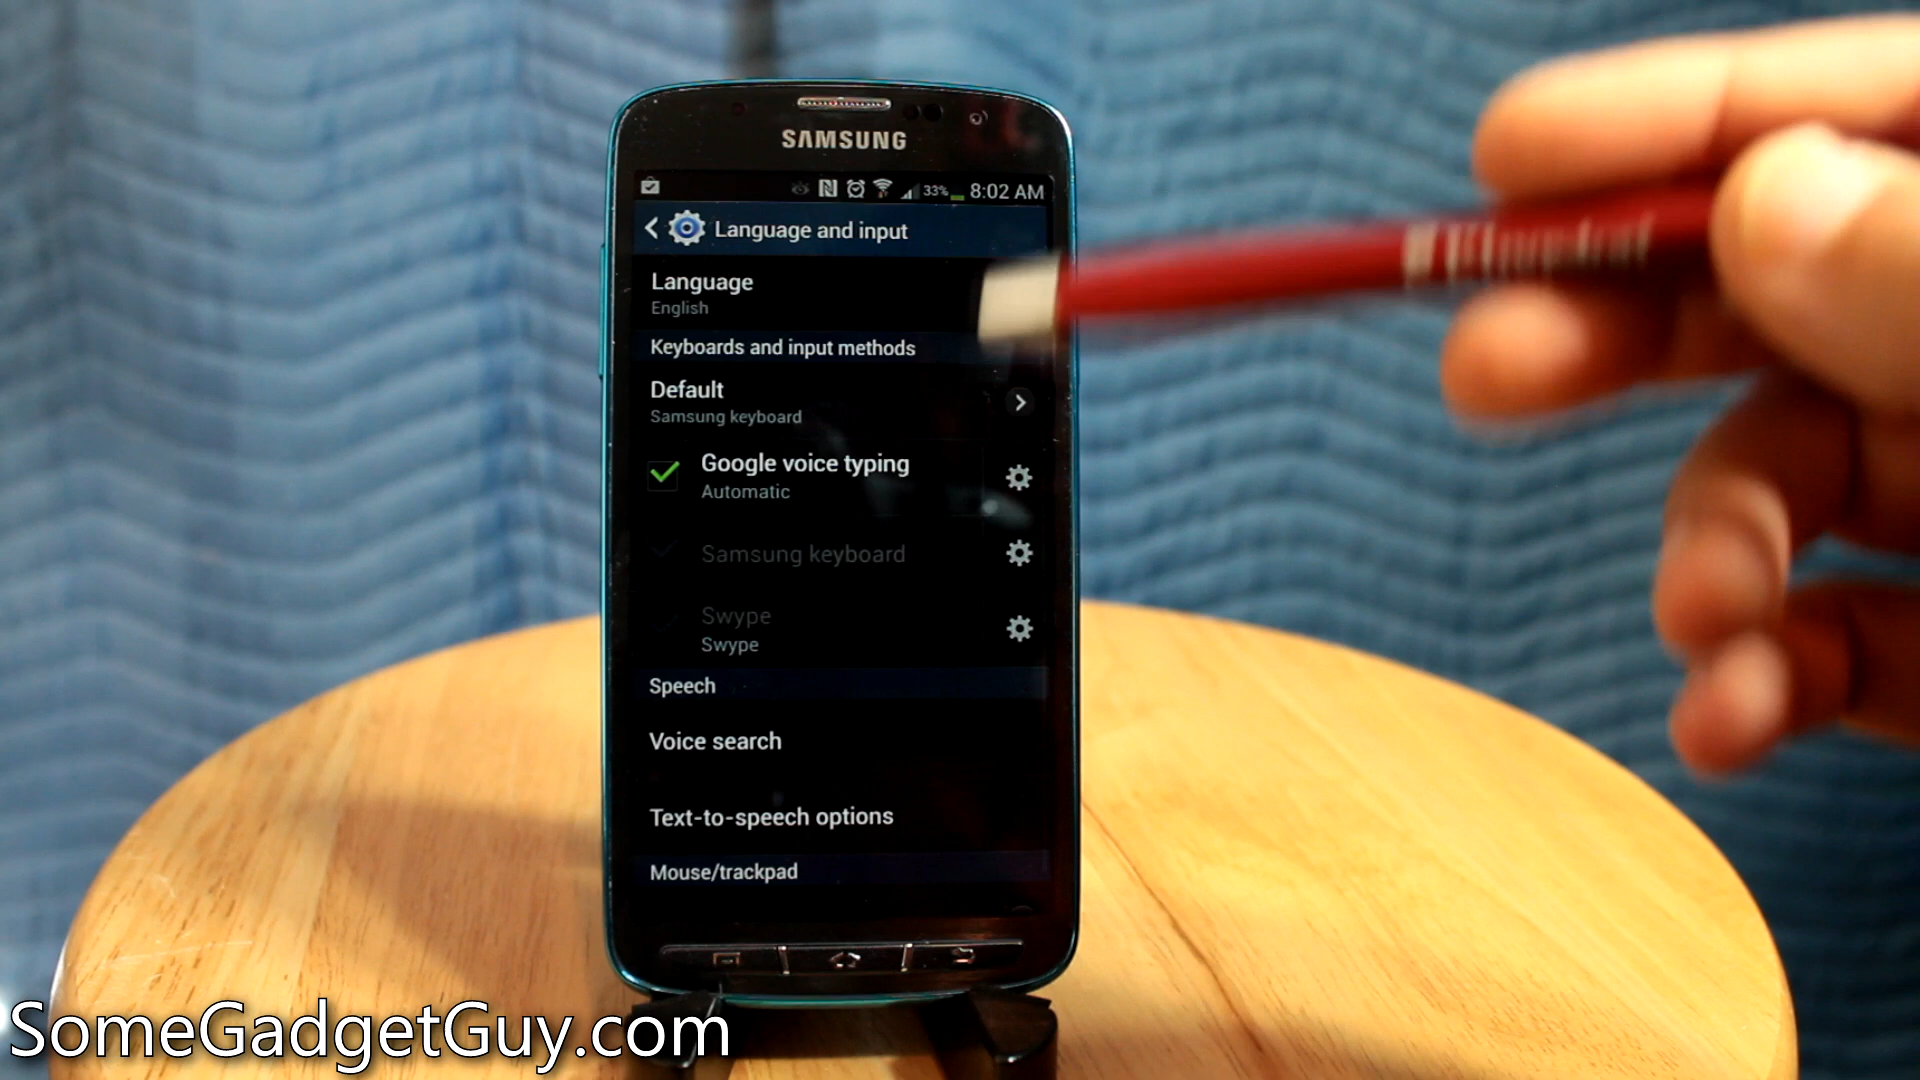 SAMSUNG
33% 8:02 AM
Language and input
Language
English
Keyboards and input methods
Default
Samsung keyboard
Google voice typing
Automatic
Samsung keyboard
Swype
Swype
Speech
Voice search
Text-to-speech options
Mouse/trackpad
SomeGadgetGuy.com